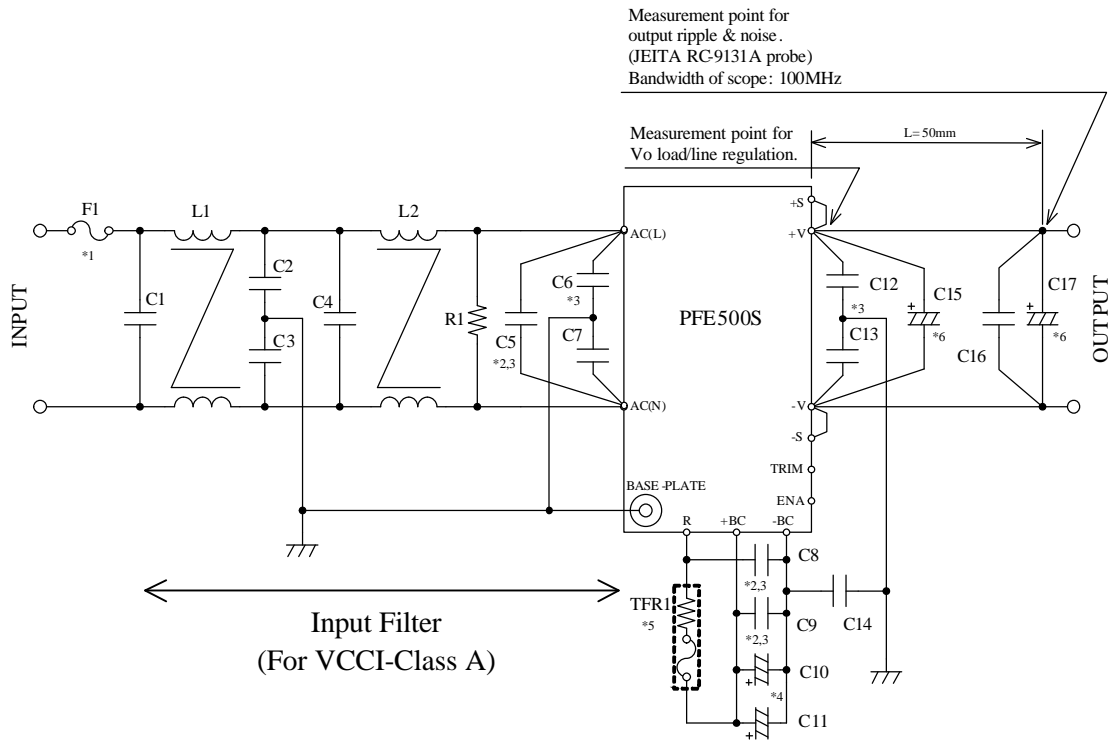 Measurement point for
output ripple & noise.
(JEITA RC-9131A probe)
Bandwidth of scope: 100MHz
Measurement point for
Vo load/line regulation.
L=50mm
INPUT
F1
*1
L1
L2
C1
C2
C3
C4
R1
C5
*2,3
C6
*3
C7
AC(L)
AC(N)
PFE500S
+S
+V
-V
-S
TRIM
ENA
BASE-PLATE
R
+BC
-BC
C12
*3
C13
C15
*6
C16
C17
*6
OUTPUT
C8
*2,3
C9
*2,3
C10
*4
C11
C14
TFR1
*5
+
+
+
+
Input Filter
(For VCCI-Class A)